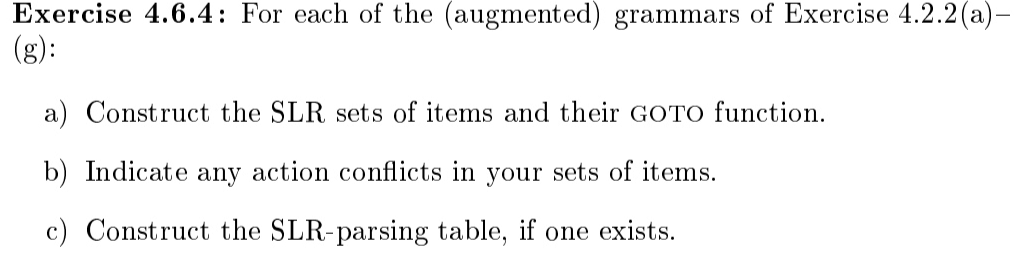 Exercise 4.6.4: For each of the (augmented) grammars of Exercise 4.2.2(a)–
(g):
a) Construct the SLR sets of items and their GOTO function.
b) Indicate any action conflicts in your sets of items.
c) Construct the SLR-parsing table, if one exists.